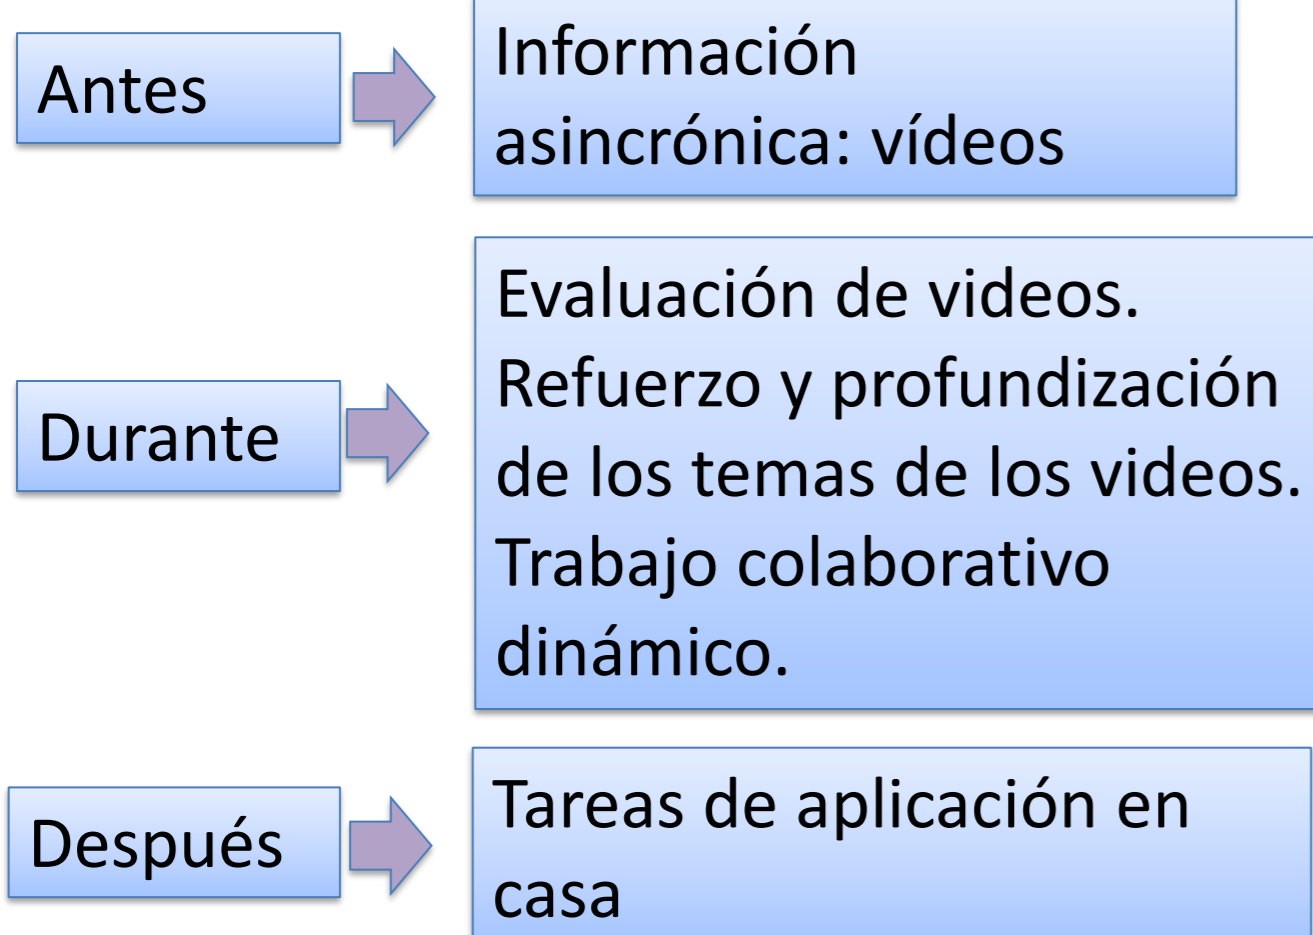 Antes
Información
asincrónica: vídeos
Durante
Evaluación de videos.
Refuerzo y profundización
de los temas de los videos.
Trabajo colaborativo
dinámico.
Después
Tareas de aplicación en
casa